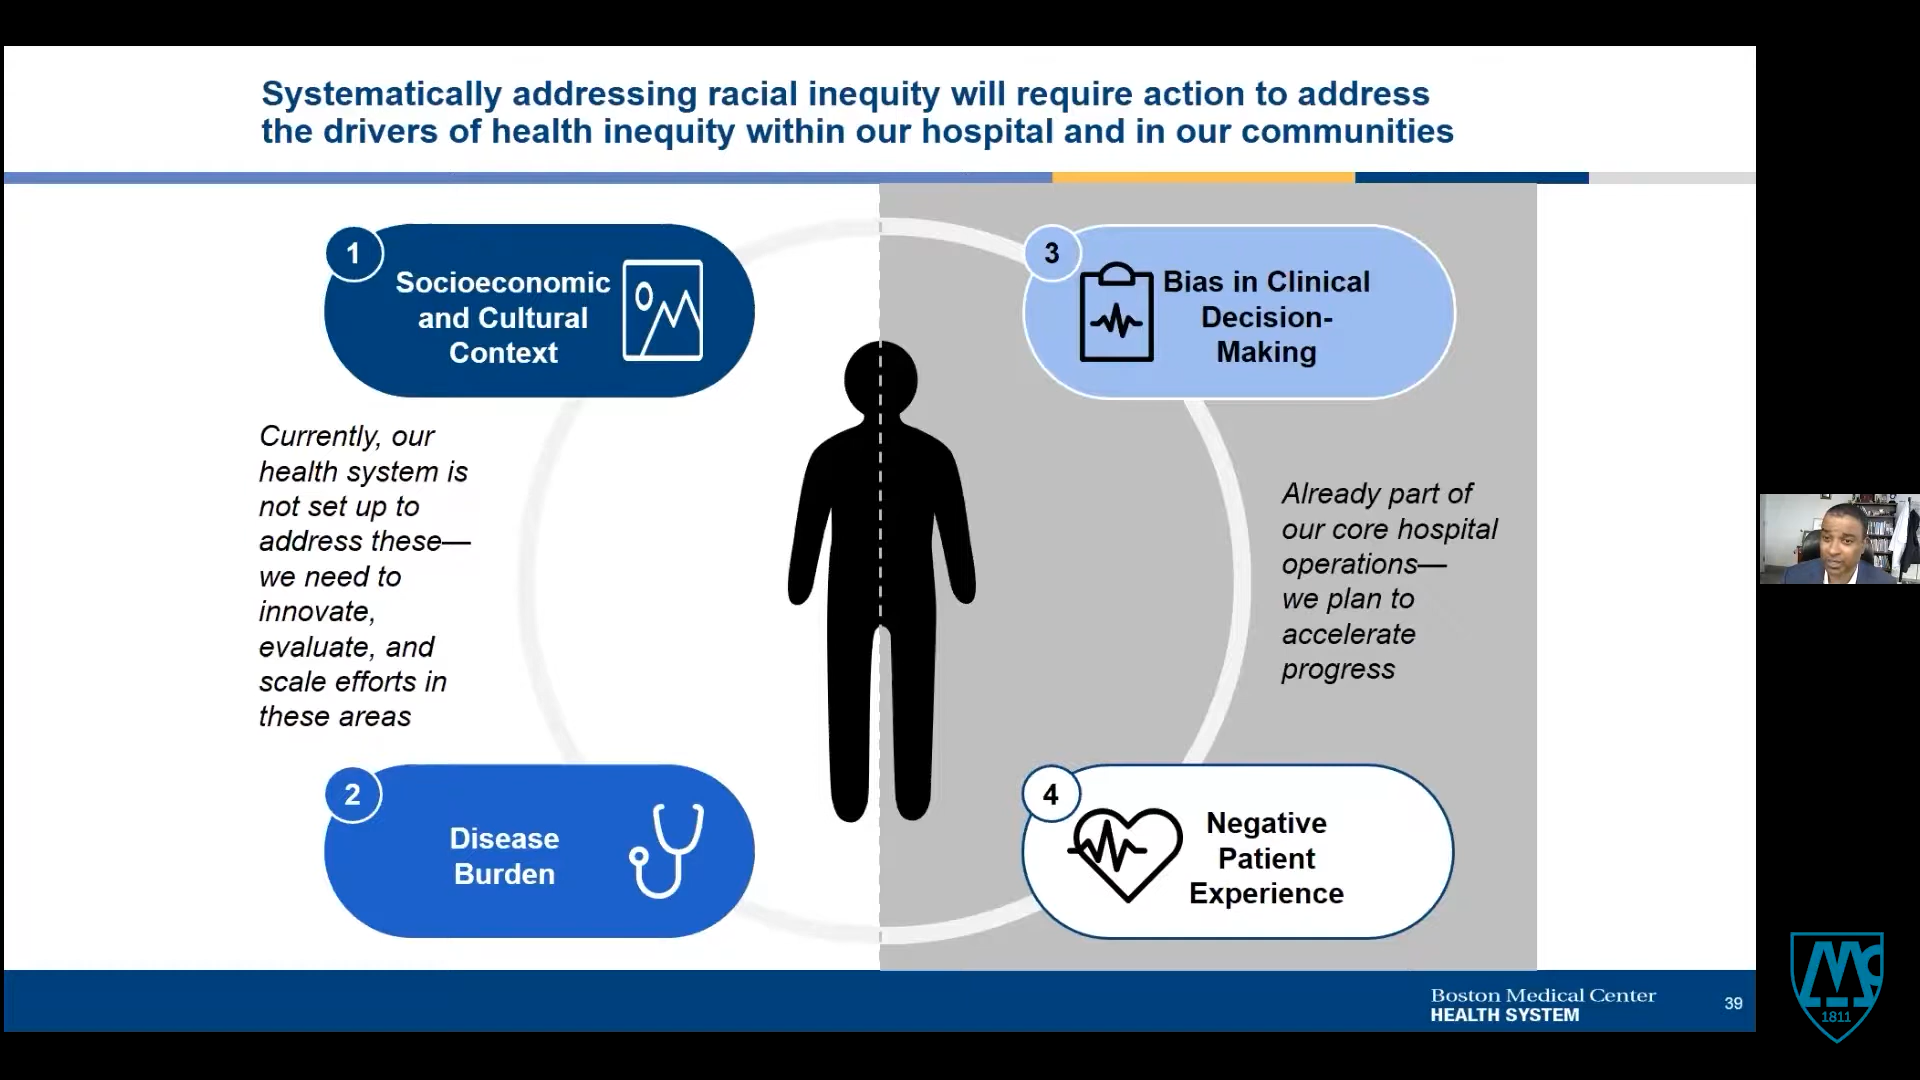 Systematically addressing racial inequity will require action to address
the drivers of health inequity within our hospital and in our communities
1
Socioeconomic
and Cultural
Context
3
Bias in Clinical
Decision-
Making
Currently, our
health system is
not set up to
address these—
we need to
innovate,
evaluate, and
scale efforts in
these areas
Already part of
our core hospital
operations—
we plan to
accelerate
progress
2
Disease
Burden
4
Negative
Patient
Experience
Boston Medical Center
HEALTH SYSTEM
39
1811